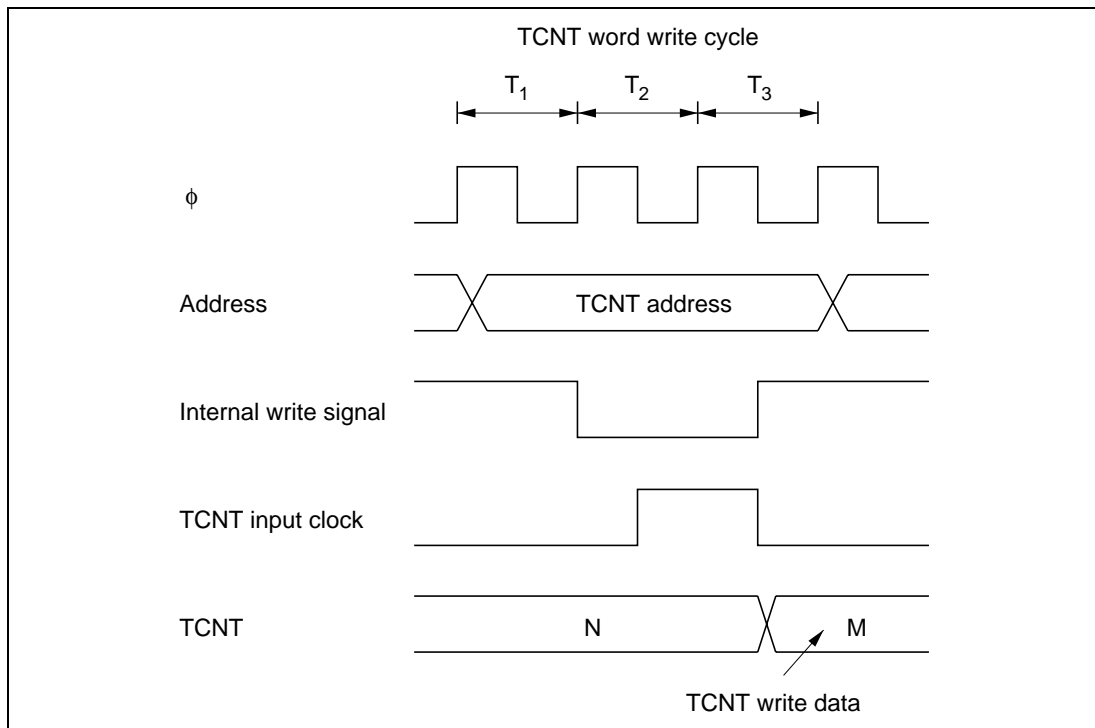 TCNT word write cycle
T1 T2 T3
φ
Address
TCNT address
Internal write signal
TCNT input clock
TCNT
N
M
TCNT write data